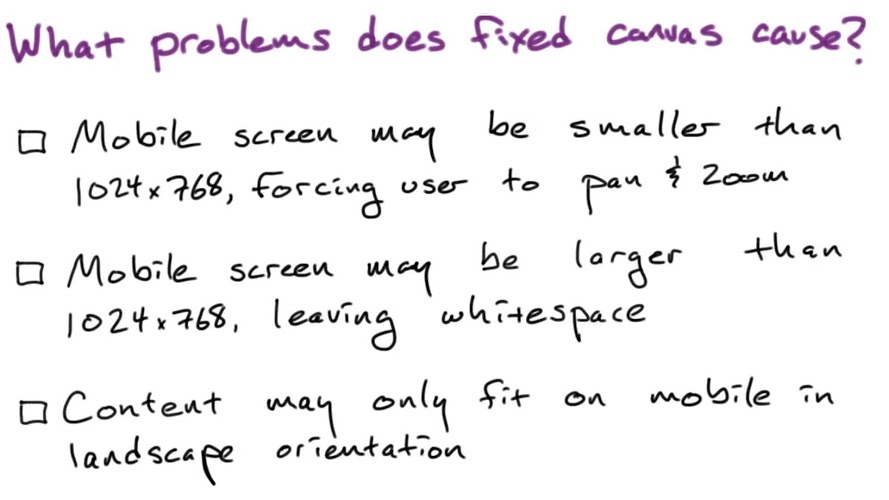 What problems does fixed canvas cause?
Mobile screen may be smaller than
1024x768, forcing user to pan & zoom
Mobile screen may be larger than
1024x768, leaving whitespace
Content may only fit on mobile in
landscape orientation